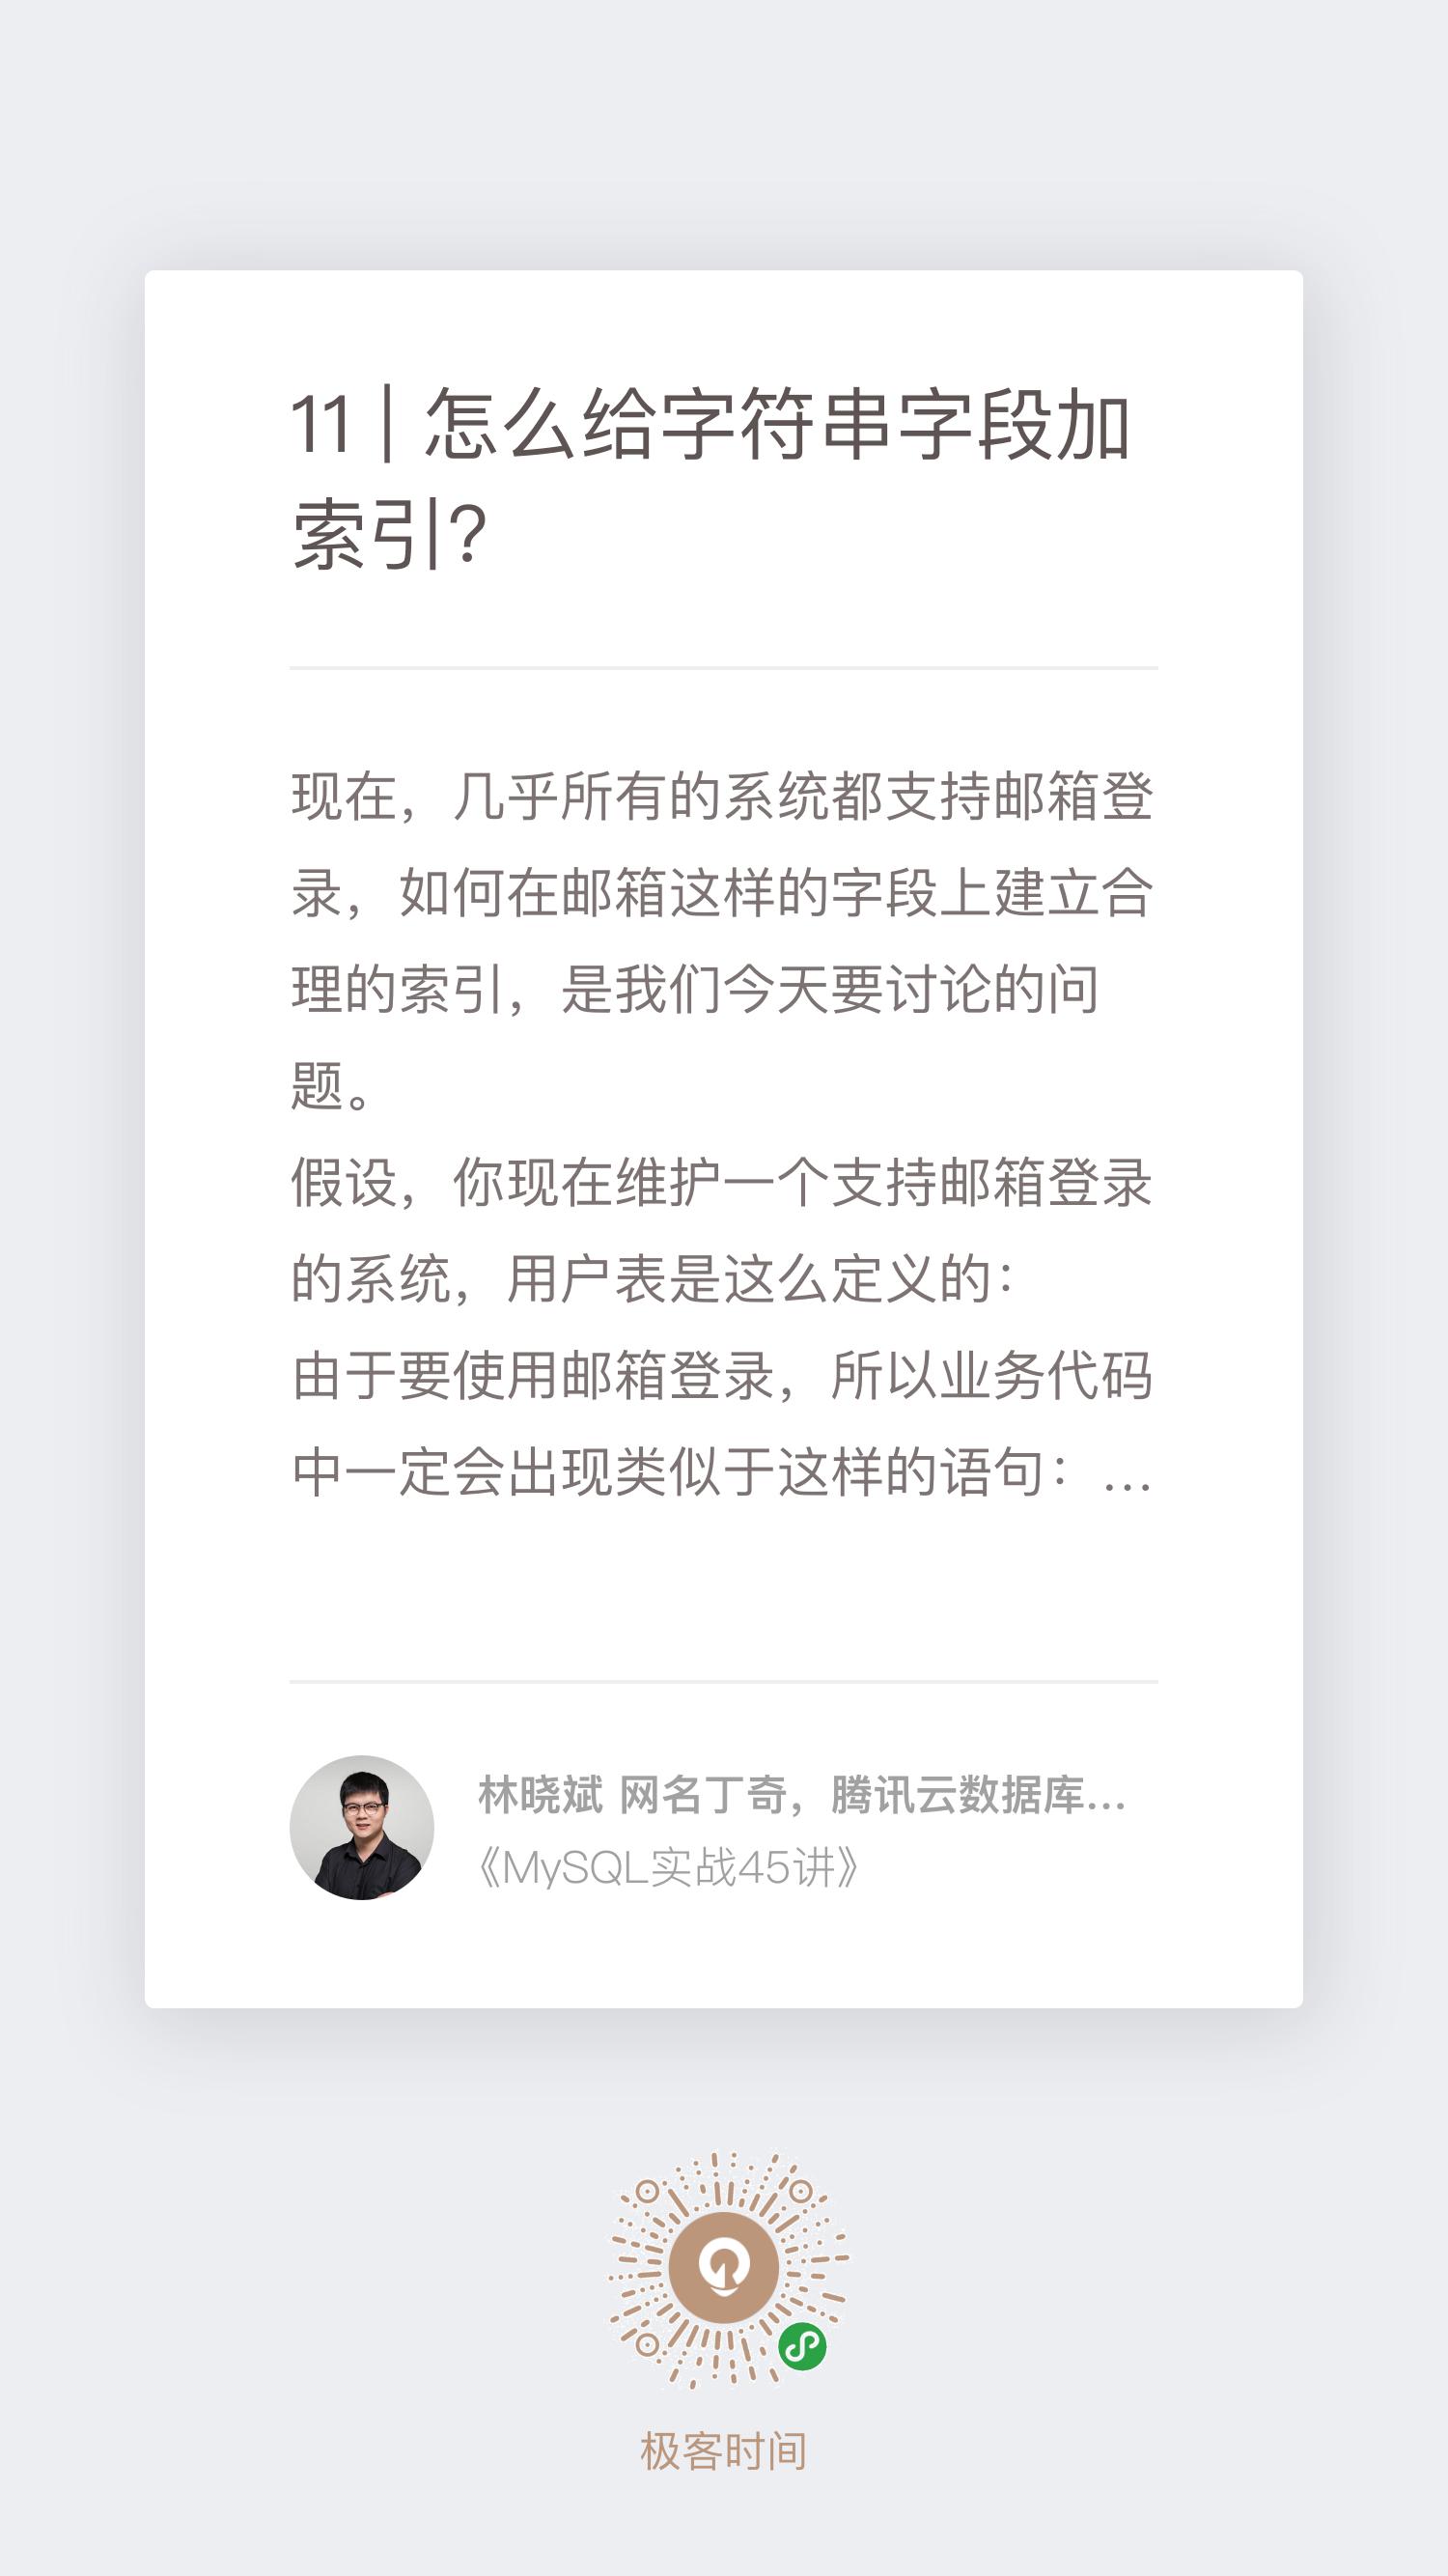 11 | 怎么给字符串字段加
索引?
现在，几乎所有的系统都支持邮箱登
录，如何在邮箱这样的字段上建立合
理的索引，是我们今天要讨论的问
题。
假设，你现在维护一个支持邮箱登录
的系统，用户表是这么定义的：
由于要使用邮箱登录，所以业务代码
中一定会出现类似于这样的语句：...
林晓斌 网名丁奇，腾讯云数据库...
《MySQL实战45讲》
极客时间